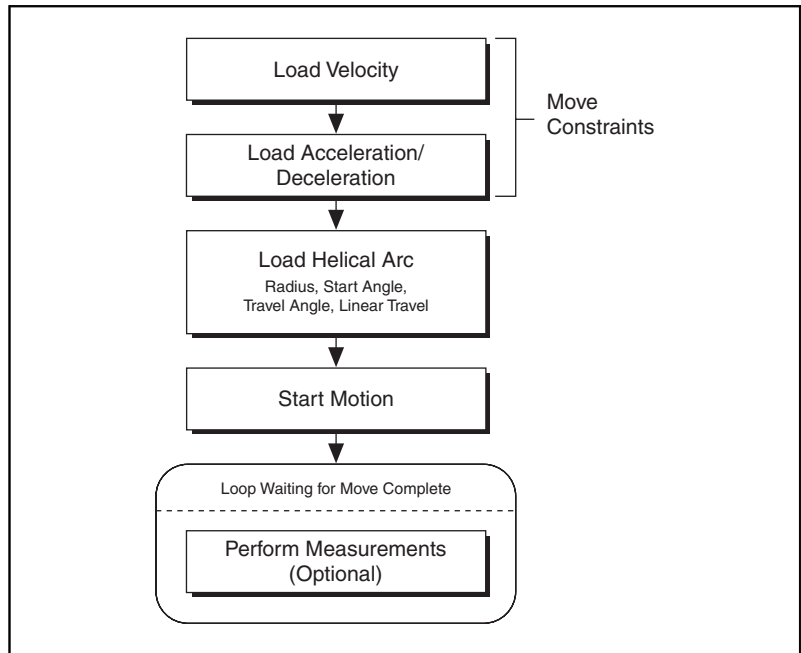 Load Velocity
Move
Constraints
Load Acceleration/
Deceleration
Load Helical Arc
Radius, Start Angle,
Travel Angle, Linear Travel
Start Motion
Loop Waiting for Move Complete
Perform Measurements
(Optional)